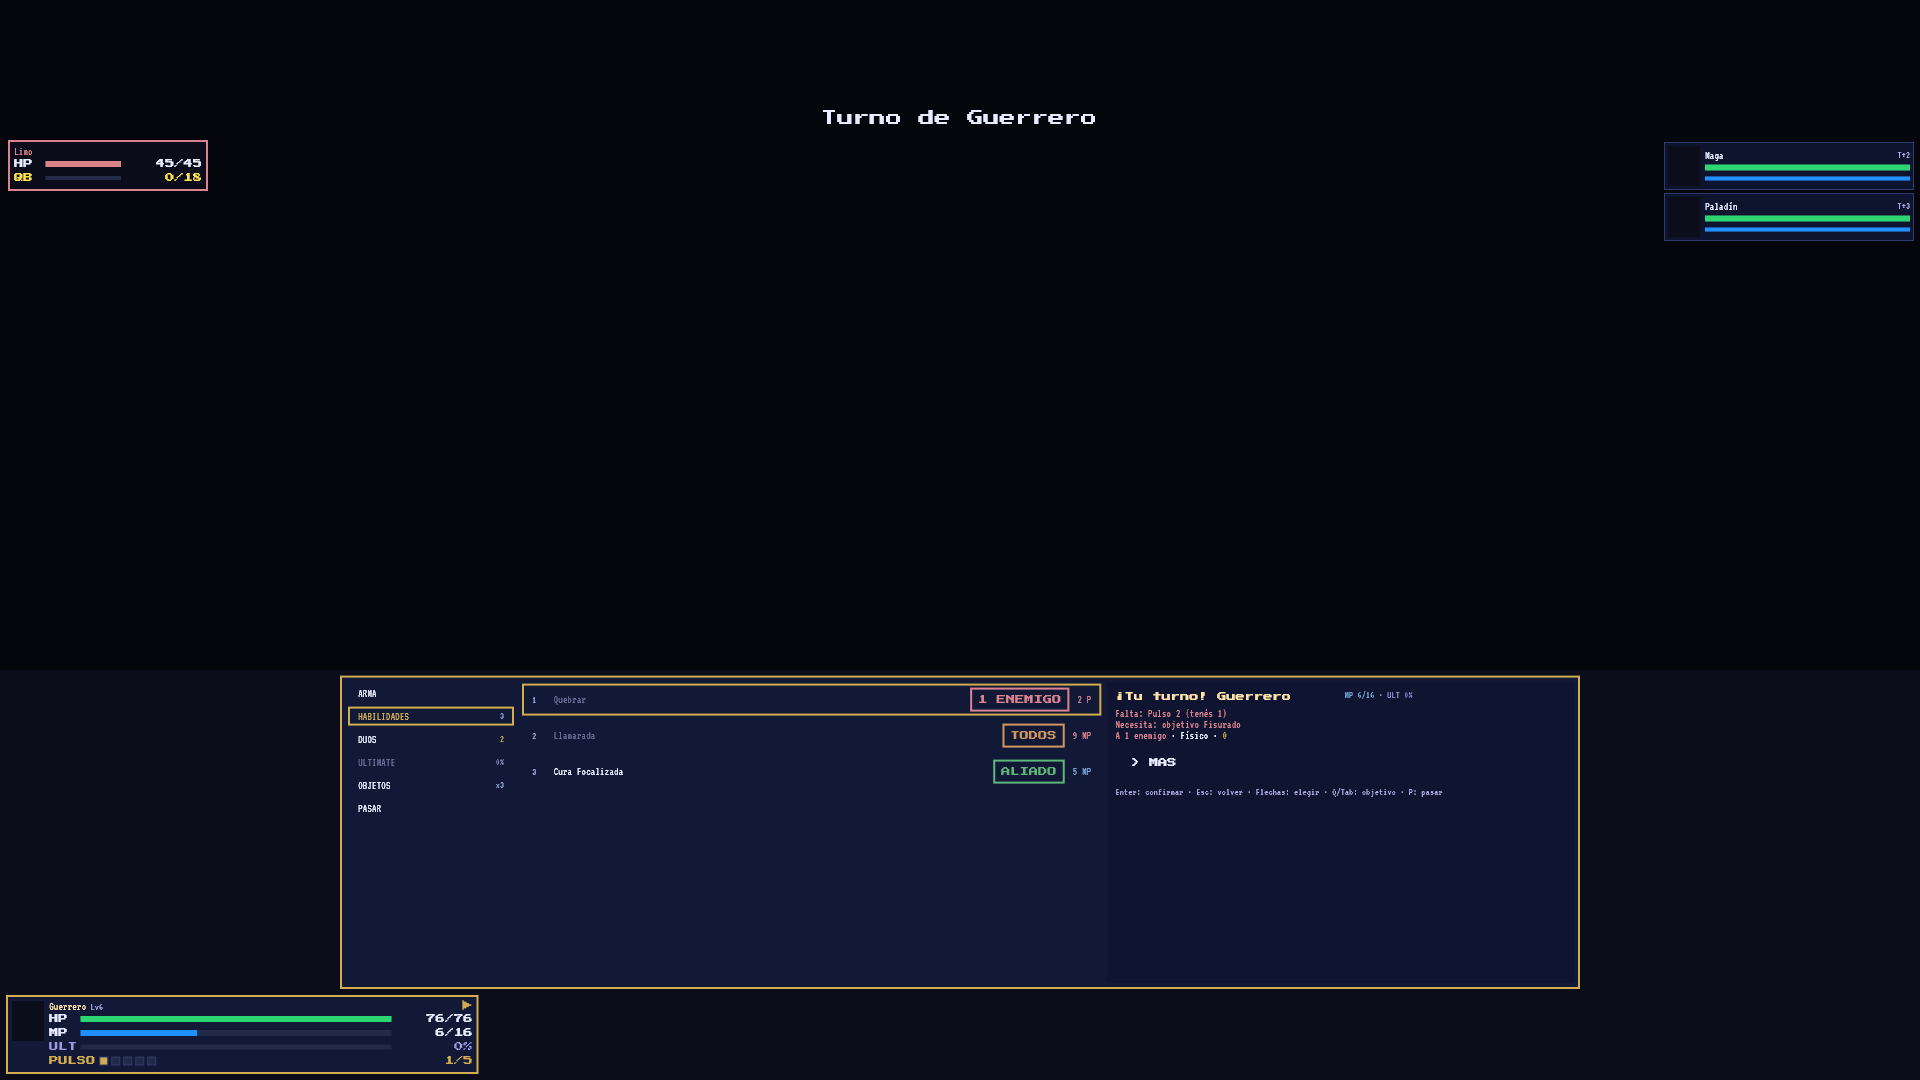 Turno de Guerrero
Limo
HP 45/45
QB 0/18
Naga T+2
Paladín T+3
ARMA
HABILIDADES 3
DUOS 2
ULTIMATE 0%
OBJETOS x3
PASAR
1 Quebrar 1 ENEMIGO 2 P
2 Llamarada TODOS 9 MP
3 Cura Focalizada ALIADO 5 MP
¡Tu turno! Guerrero MP 6/16 · ULT 0%
Falta: Pulso 2 (tenés 1)
Necesita: objetivo Fisurado
A 1 enemigo · Físico · 0
> MAS
Enter: confirmar · Esc: volver · Flechas: elegir · Q/Tab: objetivo · P: pasar
Guerrero Lv6
HP 76/76
MP 6/16
ULT 0%
PULSO 1/5